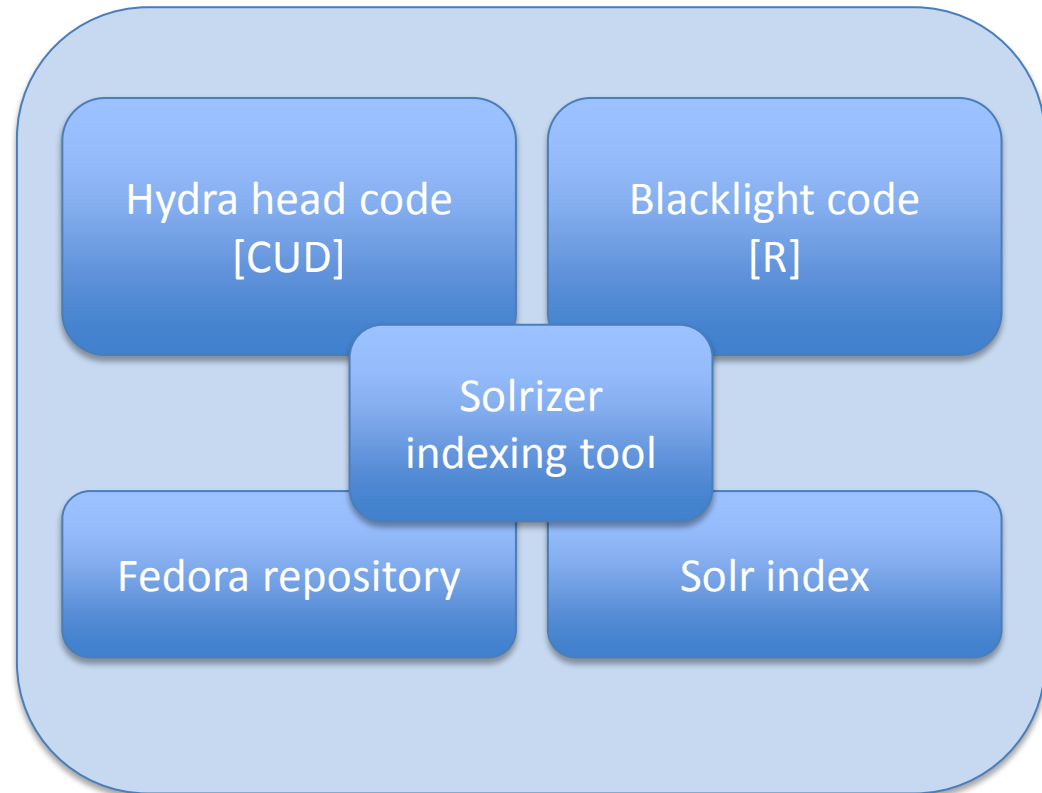 Hydra head code
[CUD]
Blacklight code
[R]
Solrizer
indexing tool
Fedora repository
Solr index